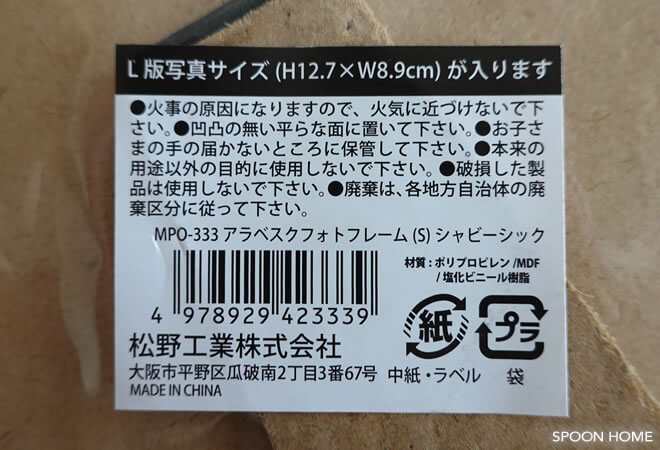 L版写真サイズ (H12.7×W8.9cm) が入ります
●火事の原因になりますので、火気に近づけないで下
さい。●凹凸の無い平らな面に置いて下さい。●お子さ
まの手の届かないところに保管して下さい。●本来の
用途以外の目的に使用しないで下さい。●破損した製
品は使用しないで下さい。●廃棄は、各地方自治体の廃
棄区分に従って下さい。
MPO-333 アラベスクフォトフレーム (S) シャビーシック
材質 : ポリプロピレン /MDF
/ 塩化ビニール樹脂
4 978929 423339
紙
プラ
松野工業株式会社
大阪市平野区瓜破南2丁目3番67号
中紙・ラベル
袋
MADE IN CHINA
SPOON HOME